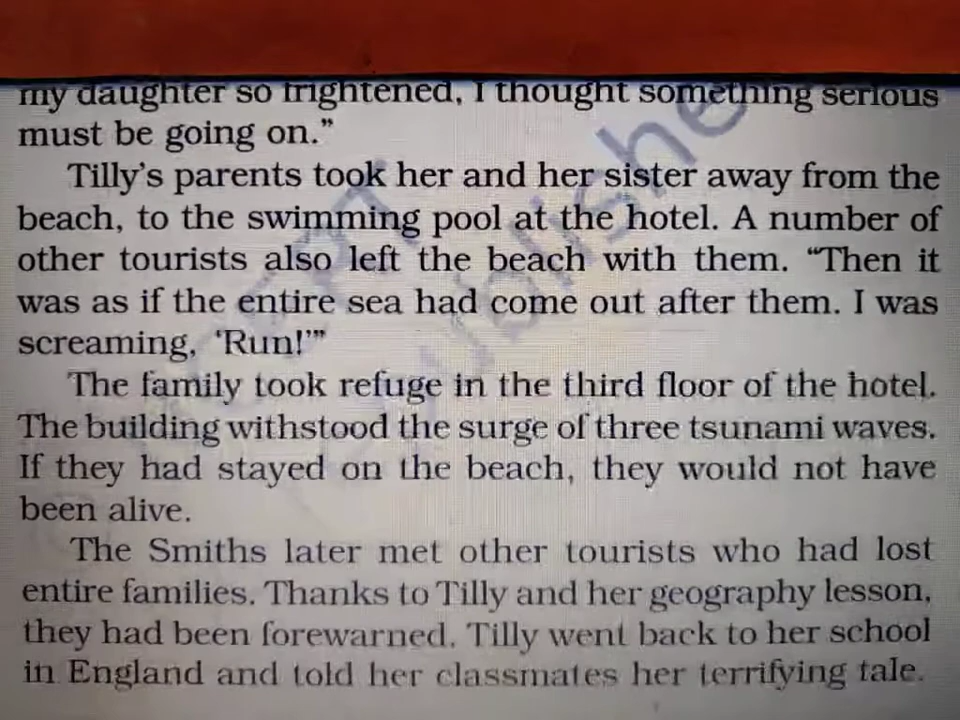 my daughter so frightened, I thought something serious
must be going on.”
Tilly’s parents took her and her sister away from the
beach, to the swimming pool at the hotel. A number of
other tourists also left the beach with them. “Then it
was as if the entire sea had come out after them. I was
screaming, ‘Run!’”
The family took refuge in the third floor of the hotel.
The building withstood the surge of three tsunami waves.
If they had stayed on the beach, they would not have
been alive.
The Smiths later met other tourists who had lost
entire families. Thanks to Tilly and her geography lesson,
they had been forewarned. Tilly went back to her school
in England and told her classmates her terrifying tale.